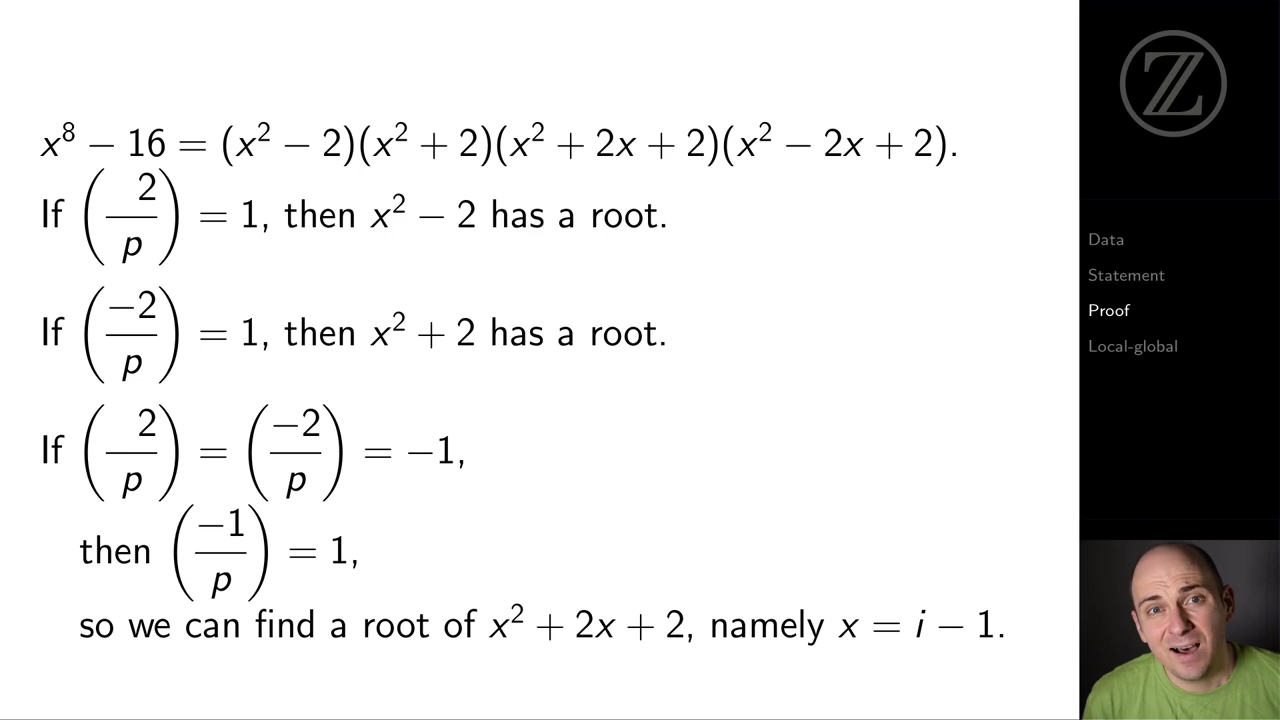 x⁸ − 16 = (x² − 2)(x² + 2)(x² + 2x + 2)(x² − 2x + 2).
If (2/p) = 1, then x² − 2 has a root.
If (−2/p) = 1, then x² + 2 has a root.
If (2/p) = (−2/p) = −1,
then (−1/p) = 1,
so we can find a root of x² + 2x + 2, namely x = i − 1.
ℤ
Data
Statement
Proof
Local-global